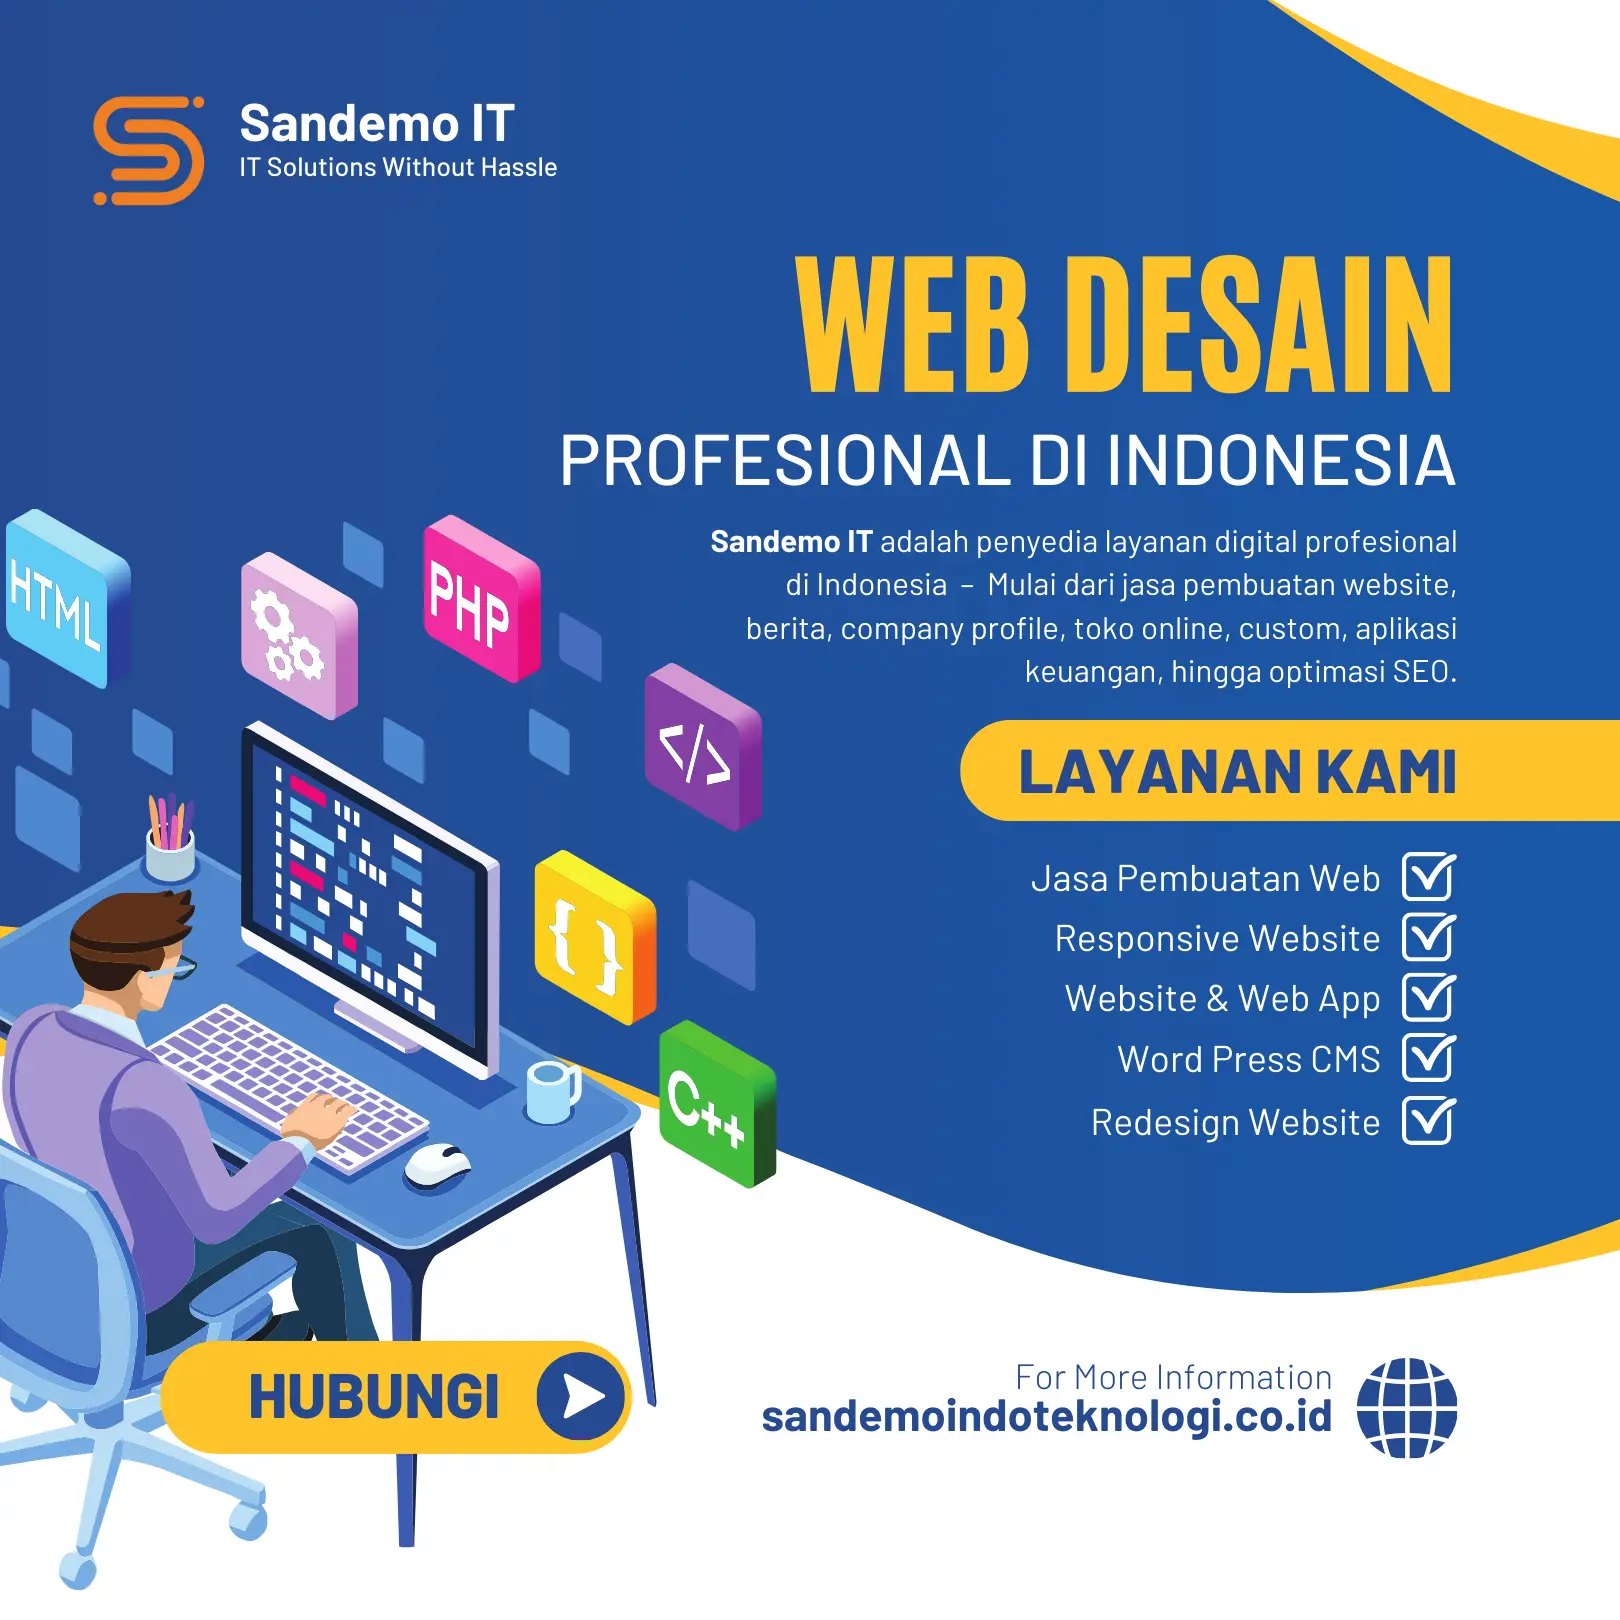 Sandemo IT
IT Solutions Without Hassle
WEB DESAIN
PROFESIONAL DI INDONESIA
Sandemo IT adalah penyedia layanan digital profesional
di Indonesia – Mulai dari jasa pembuatan website,
berita, company profile, toko online, custom, aplikasi
keuangan, hingga optimasi SEO.
HTML
PHP
</>
{ }
C++
LAYANAN KAMI
Jasa Pembuatan Web
Responsive Website
Website & Web App
Word Press CMS
Redesign Website
HUBUNGI
For More Information
sandemoindoteknologi.co.id